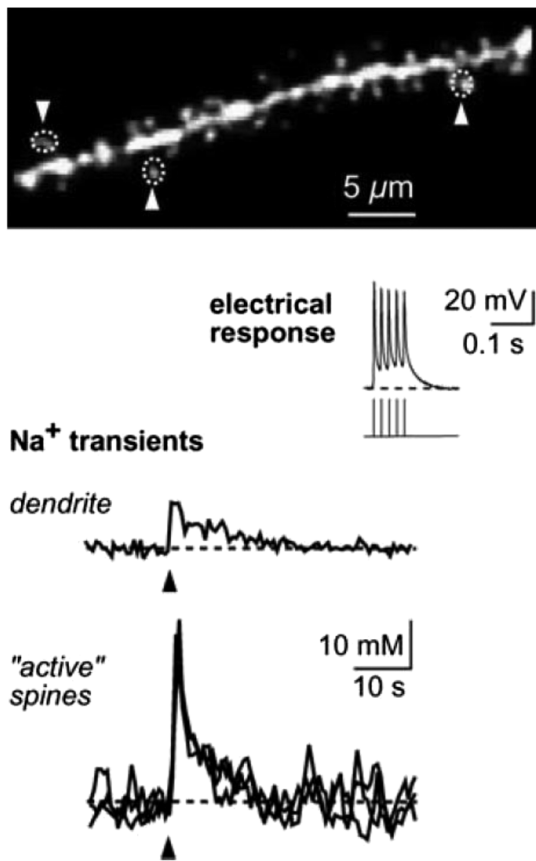 5 µm
electrical
response
20 mV
0.1 s
Na+ transients
dendrite
10 mM
10 s
"active"
spines